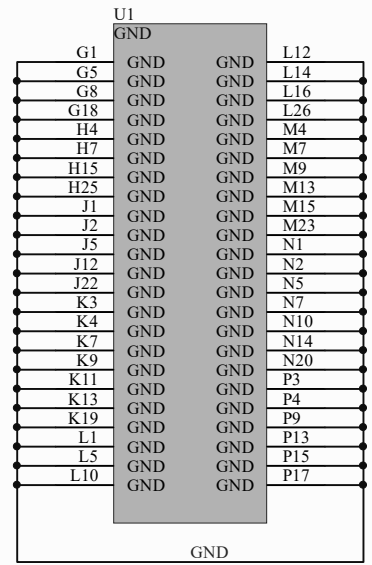 U1
GND
G1 GND GND L12
G5 GND GND L14
G8 GND GND L16
G18 GND GND L26
H4 GND GND M4
H7 GND GND M7
H15 GND GND M9
H25 GND GND M13
J1 GND GND M15
J2 GND GND M23
J5 GND GND N1
J12 GND GND N2
J22 GND GND N5
K3 GND GND N7
K4 GND GND N10
K7 GND GND N14
K9 GND GND N20
K11 GND GND P3
K13 GND GND P4
K19 GND GND P9
L1 GND GND P13
L5 GND GND P15
L10 GND GND P17
GND